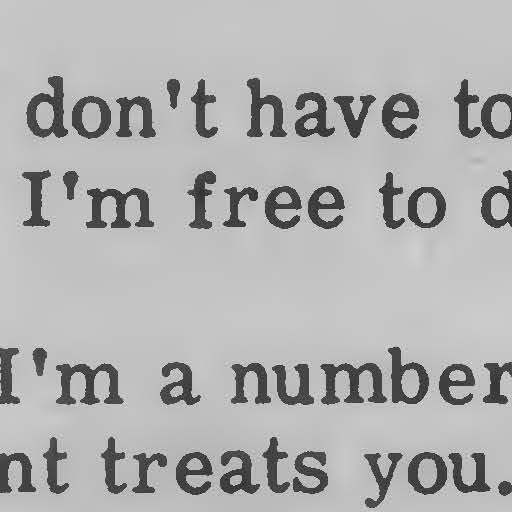 don't have to
I'm free to d
I'm a number
nt treats you.